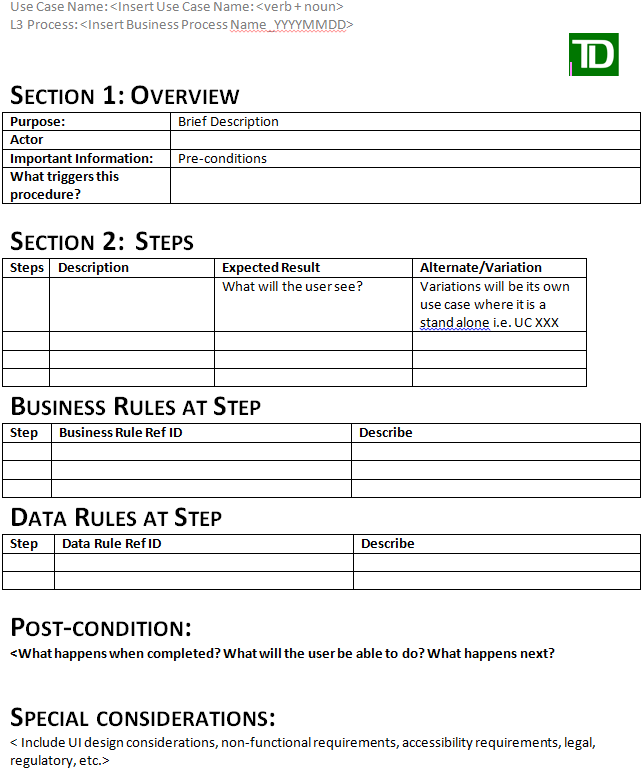 Use Case Name: <Insert Use Case Name: <verb + noun>
L3 Process: <Insert Business Process Name_YYYYMMDD>
TD
SECTION 1: OVERVIEW
Purpose: Brief Description
Actor
Important Information: Pre-conditions
What triggers this
procedure?
SECTION 2: STEPS
Steps Description Expected Result Alternate/Variation
What will the user see? Variations will be its own
use case where it is a
stand alone i.e. UC XXX
BUSINESS RULES AT STEP
Step Business Rule Ref ID Describe
DATA RULES AT STEP
Step Data Rule Ref ID Describe
POST-CONDITION:
<What happens when completed? What will the user be able to do? What happens next?
SPECIAL CONSIDERATIONS:
< Include UI design considerations, non-functional requirements, accessibility requirements, legal,
regulatory, etc.>